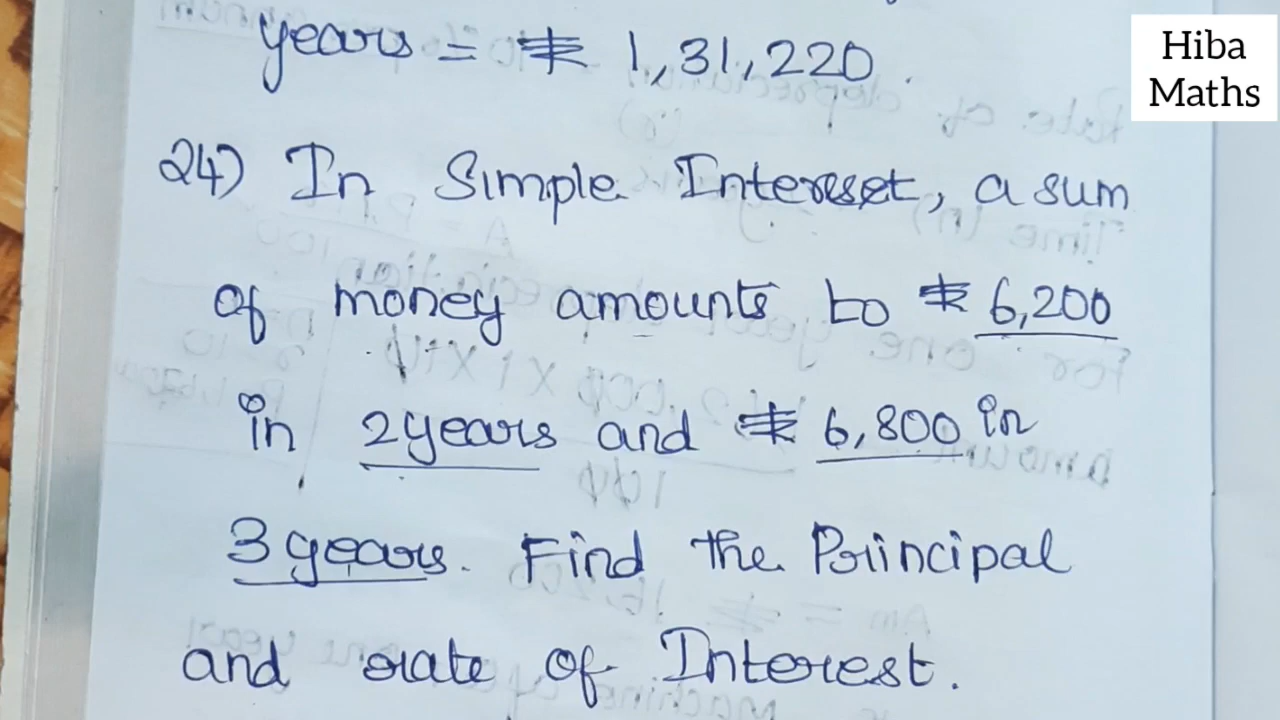 years = ₹ 1,31,220.
Hiba
Maths
24) In Simple Interset, a sum
of money amounts to ₹ 6,200
in 2 years and ₹ 6,800 in
3 years. Find the Principal
and rate of Interest.